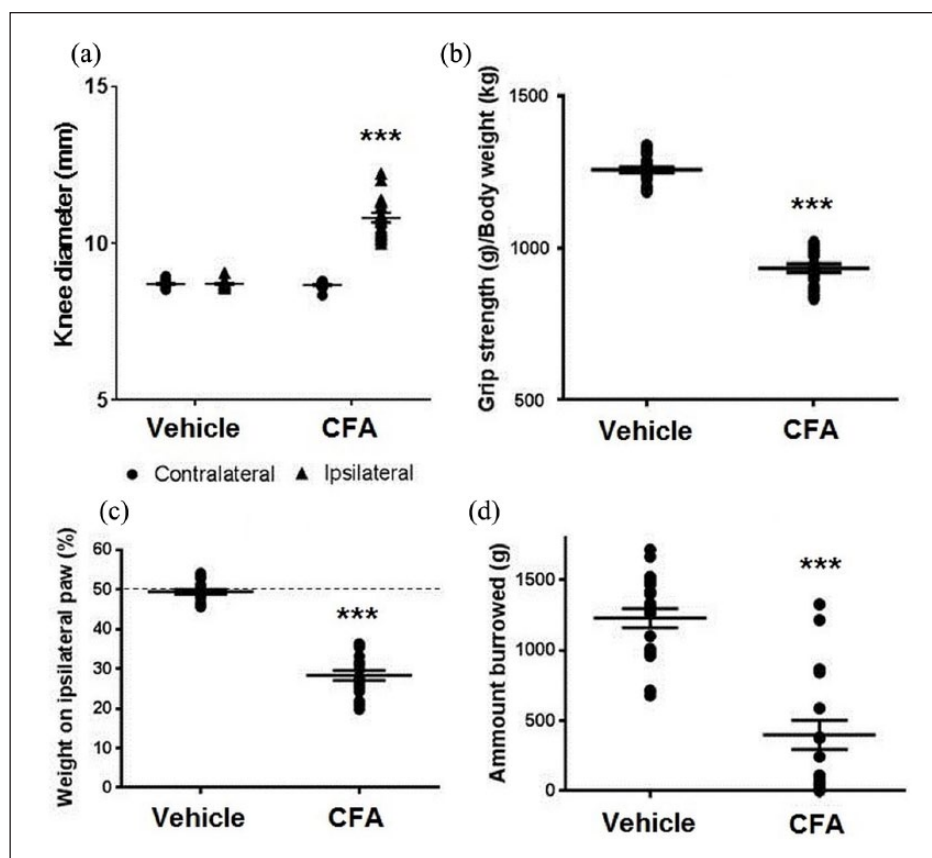 (a)
15
10
5
Knee diameter (mm)
***
Vehicle CFA
● Contralateral ▲ Ipsilateral
(b)
1500
1000
500
Grip strength (g)/Body weight (kg)
***
Vehicle CFA
(c)
60
50
40
30
20
10
0
Weight on ipsilateral paw (%)
***
Vehicle CFA
(d)
1500
1000
500
0
Ammount burrowed (g)
***
Vehicle CFA